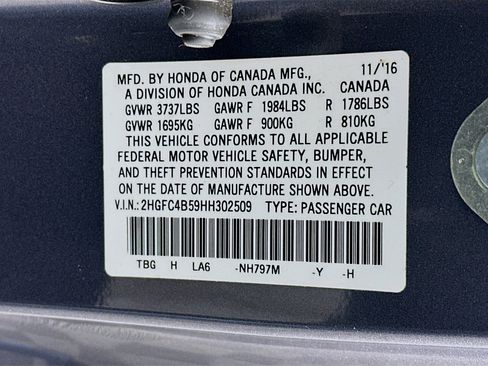 MFD. BY HONDA OF CANADA MFG., 11/'16
A DIVISION OF HONDA CANADA INC. CANADA
GVWR 3737LBS GAWR F 1984LBS R 1786LBS
GVWR 1695KG GAWR F 900KG R 810KG
THIS VEHICLE CONFORMS TO ALL APPLICABLE
FEDERAL MOTOR VEHICLE SAFETY, BUMPER,
AND THEFT PREVENTION STANDARDS IN EFFECT
ON THE DATE OF MANUFACTURE SHOWN ABOVE.
V.I.N.: 2HGFC4B59HH302509 TYPE: PASSENGER CAR
TBG H LA6 -NH797M -Y -H